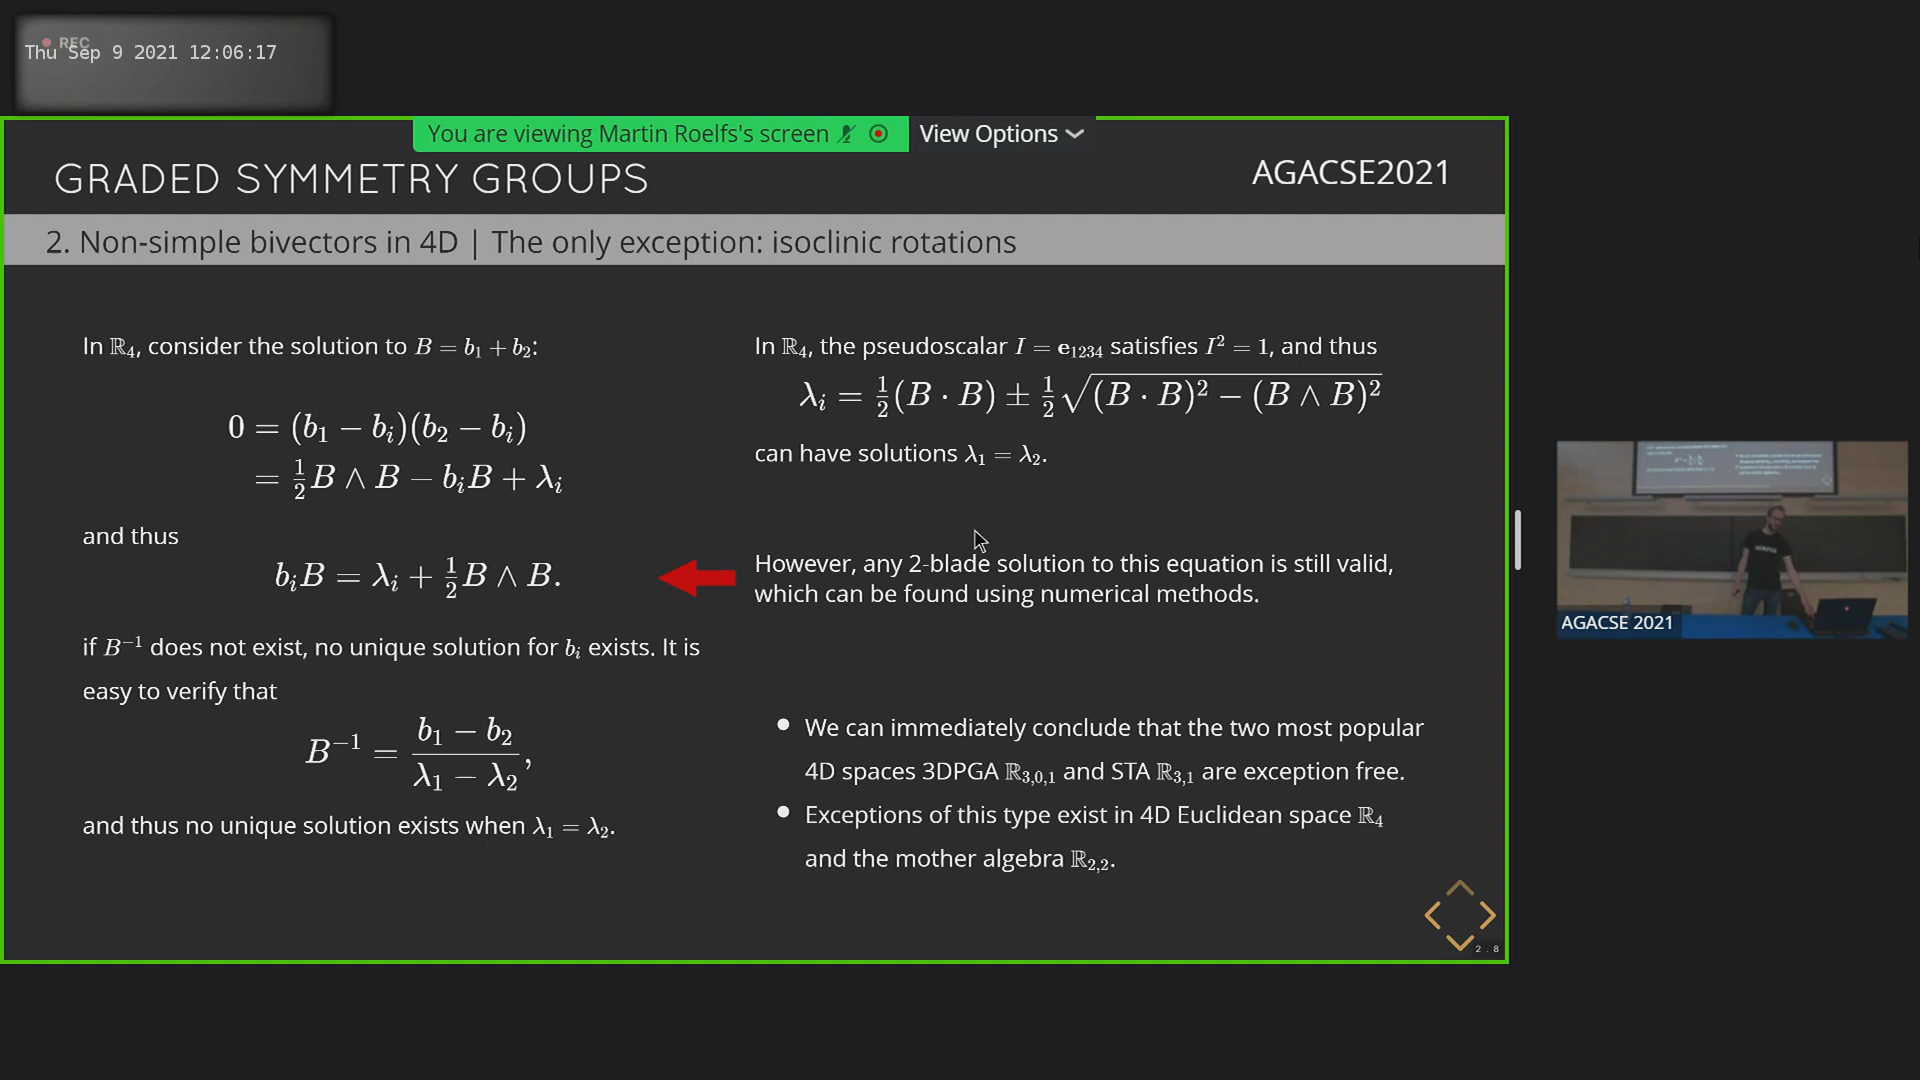 REC
Thu Sep 9 2021 12:06:17
You are viewing Martin Roelfs's screen
View Options
GRADED SYMMETRY GROUPS
AGACSE2021
2. Non-simple bivectors in 4D | The only exception: isoclinic rotations
In ℝ₄, consider the solution to B = b₁ + b₂:
0 = (b₁ − bᵢ)(b₂ − bᵢ)
= ½B ∧ B − bᵢB + λᵢ
and thus
bᵢB = λᵢ + ½B ∧ B.
if B⁻¹ does not exist, no unique solution for bᵢ exists. It is
easy to verify that
B⁻¹ = (b₁ − b₂)/(λ₁ − λ₂),
and thus no unique solution exists when λ₁ = λ₂.
In ℝ₄, the pseudoscalar I = e₁₂₃₄ satisfies I² = 1, and thus
λᵢ = ½(B · B) ± ½√((B · B)² − (B ∧ B)²)
can have solutions λ₁ = λ₂.
However, any 2-blade solution to this equation is still valid,
which can be found using numerical methods.
• We can immediately conclude that the two most popular
4D spaces 3DPGA ℝ₃,₀,₁ and STA ℝ₃,₁ are exception free.
• Exceptions of this type exist in 4D Euclidean space ℝ₄
and the mother algebra ℝ₂,₂.
2.8
AGACSE 2021